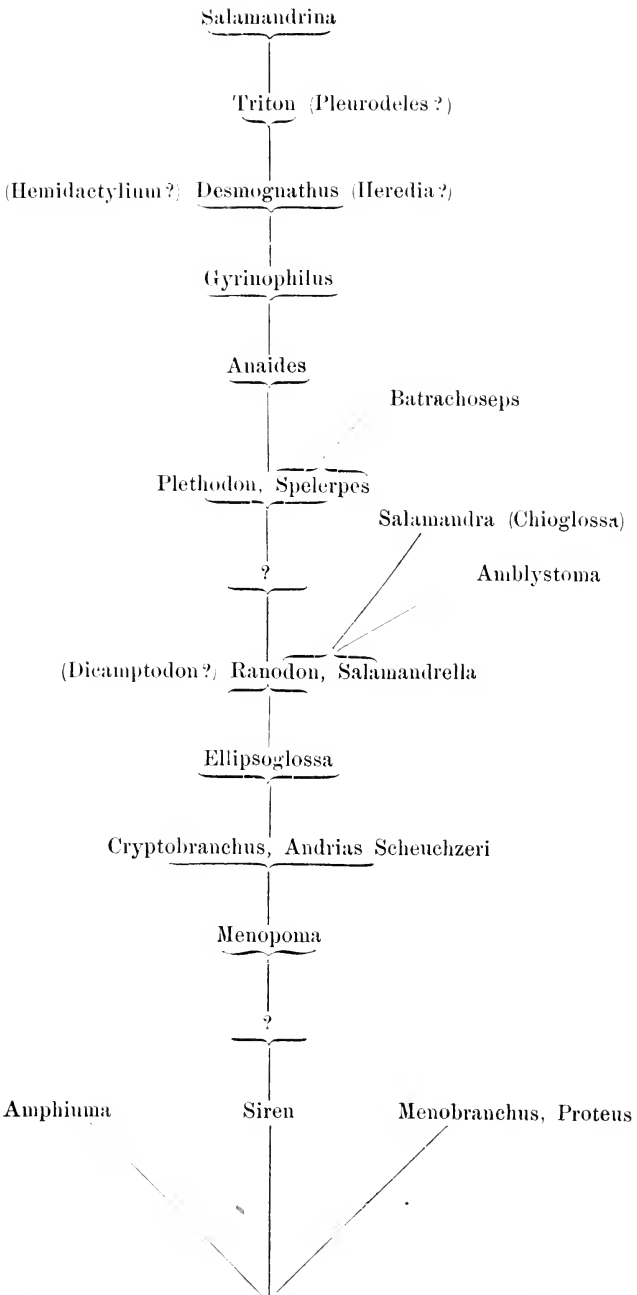 Salamandrina
Triton (Pleurodeles?)
(Hemidactylium?) Desmognathus (Heredia?)
Gyrinophilus
Anaides
Batrachoseps
Plethodon, Spelerpes
Salamandra (Chioglossa)
?
Amblystoma
(Dicamptodon?) Ranodon, Salamandrella
Ellipsoglossa
Cryptobranchus, Andrias Scheuchzeri
Menopoma
?
Amphiuma Siren Menobranchus, Proteus